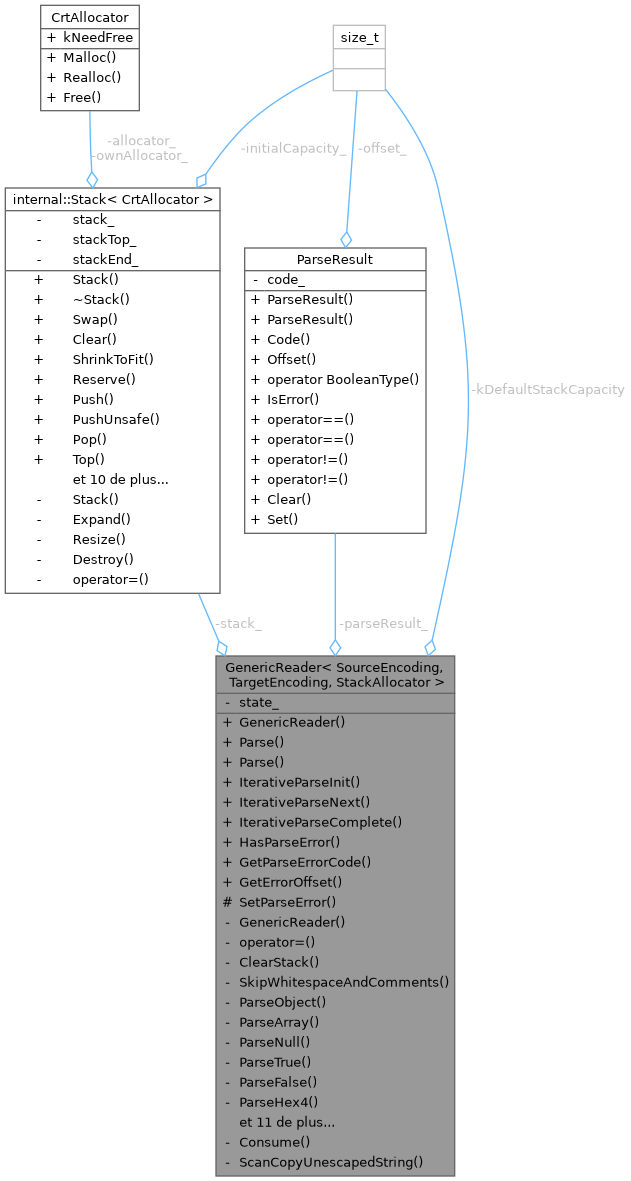 CrtAllocator
+ kNeedFree
+ Malloc()
+ Realloc()
+ Free()
size_t
-allocator_
-ownAllocator_
-initialCapacity_
-offset_
internal::Stack< CrtAllocator >
- stack_
- stackTop_
- stackEnd_
+ Stack()
+ ~Stack()
+ Swap()
+ Clear()
+ ShrinkToFit()
+ Reserve()
+ Push()
+ PushUnsafe()
+ Pop()
+ Top()
et 10 de plus...
- Stack()
- Expand()
- Resize()
- Destroy()
- operator=()
ParseResult
- code_
+ ParseResult()
+ ParseResult()
+ Code()
+ Offset()
+ operator BooleanType()
+ IsError()
+ operator==()
+ operator==()
+ operator!=()
+ operator!=()
+ Clear()
+ Set()
-kDefaultStackCapacity
-stack_
-parseResult_
GenericReader< SourceEncoding,
TargetEncoding, StackAllocator >
- state_
+ GenericReader()
+ Parse()
+ Parse()
+ IterativeParseInit()
+ IterativeParseNext()
+ IterativeParseComplete()
+ HasParseError()
+ GetParseErrorCode()
+ GetErrorOffset()
# SetParseError()
- GenericReader()
- operator=()
- ClearStack()
- SkipWhitespaceAndComments()
- ParseObject()
- ParseArray()
- ParseNull()
- ParseTrue()
- ParseFalse()
- ParseHex4()
et 11 de plus...
- Consume()
- ScanCopyUnescapedString()